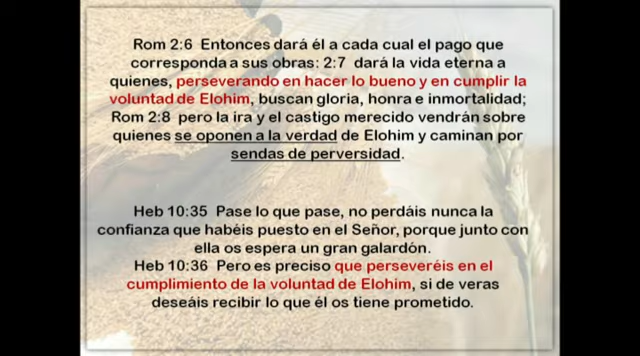 Rom 2:6  Entonces dará él a cada cual el pago que
corresponda a sus obras: 2:7  dará la vida eterna a
quienes, perseverando en hacer lo bueno y en cumplir la
voluntad de Elohim, buscan gloria, honra e inmortalidad;
Rom 2:8  pero la ira y el castigo merecido vendrán sobre
quienes se oponen a la verdad de Elohim y caminan por
sendas de perversidad.
Heb 10:35  Pase lo que pase, no perdáis nunca la
confianza que habéis puesto en el Señor, porque junto con
ella os espera un gran galardón.
Heb 10:36  Pero es preciso que perseveréis en el
cumplimiento de la voluntad de Elohim, si de veras
deseáis recibir lo que él os tiene prometido.